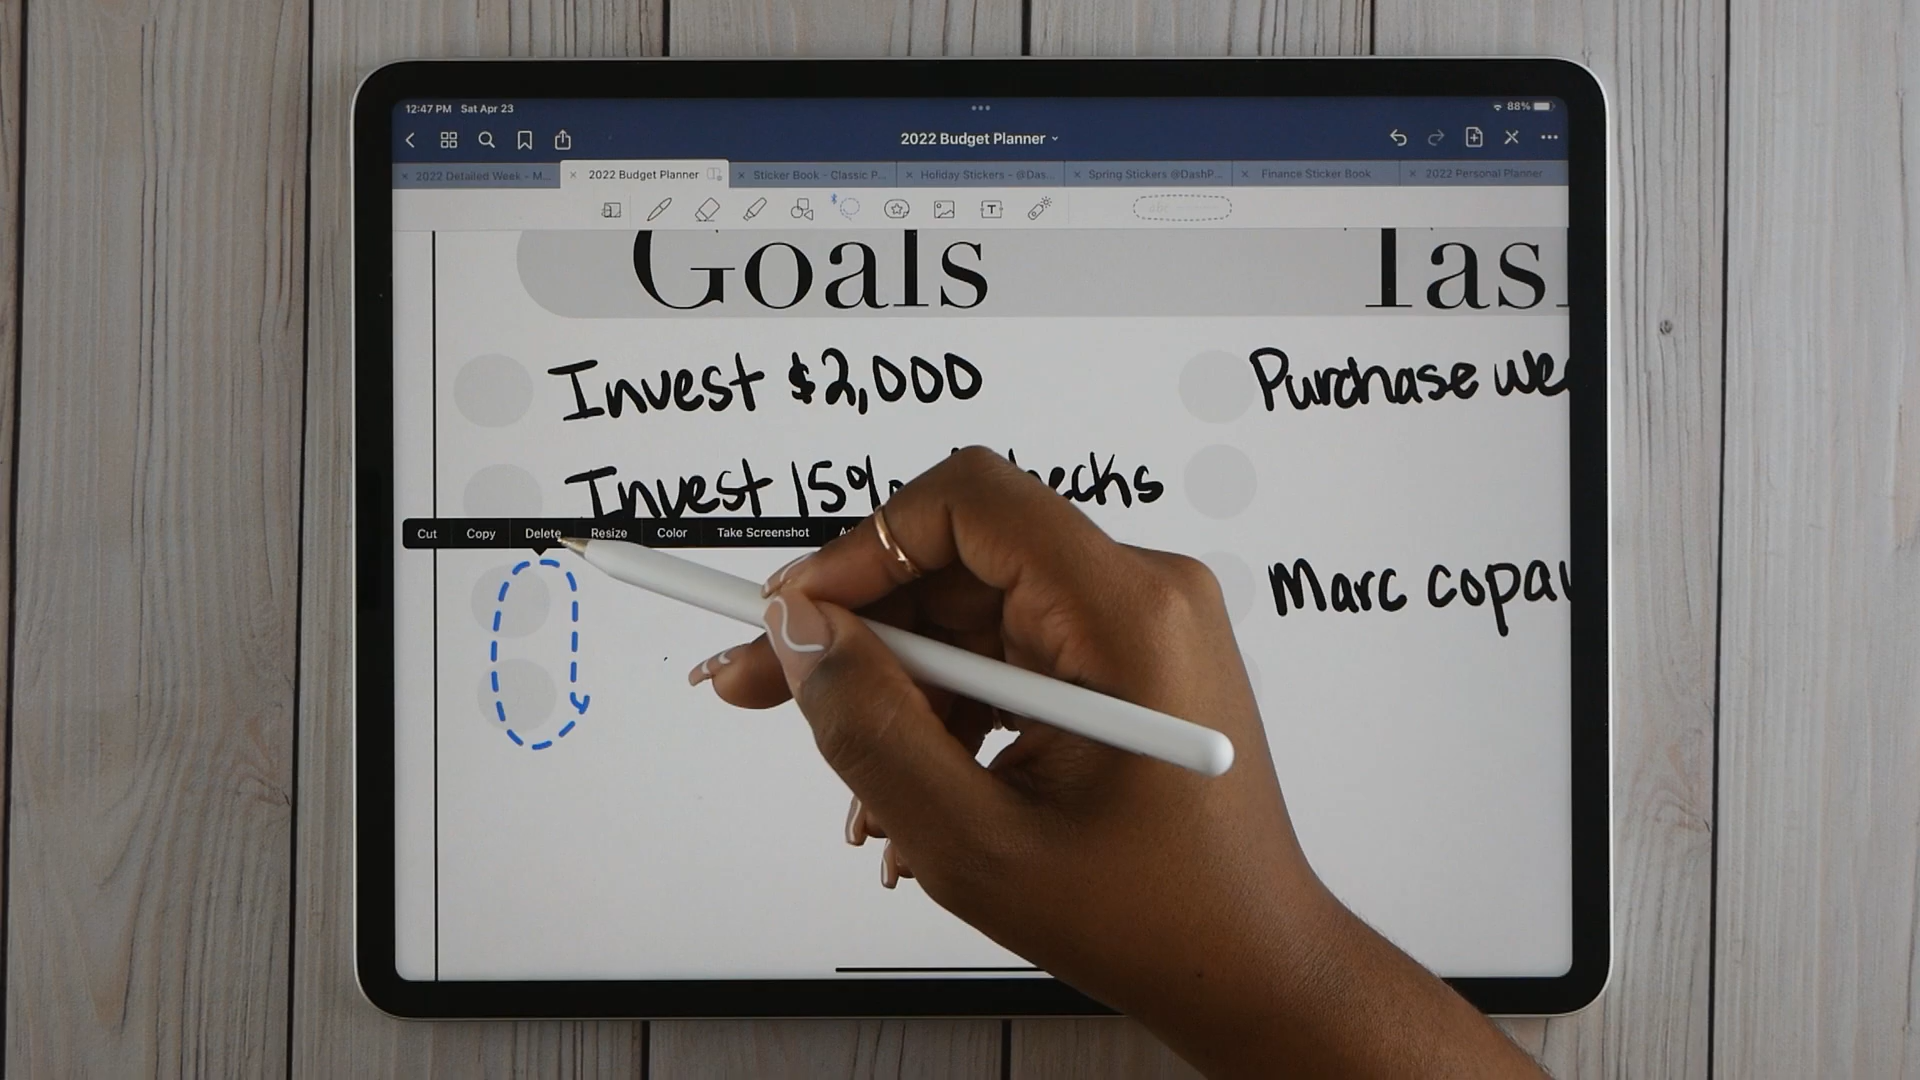 12:47 PM Sat Apr 23
88%
2022 Budget Planner
2022 Detailed Week - M...
2022 Budget Planner
Sticker Book - Classic P...
Holiday Stickers - @Das...
Spring Stickers @DashP...
Finance Sticker Book
2022 Personal Planner
T
Goals
Tas
Invest $2,000
Purchase we
Invest 15% checks
Cut Copy Delete Resize Color Take Screenshot
Marc copa